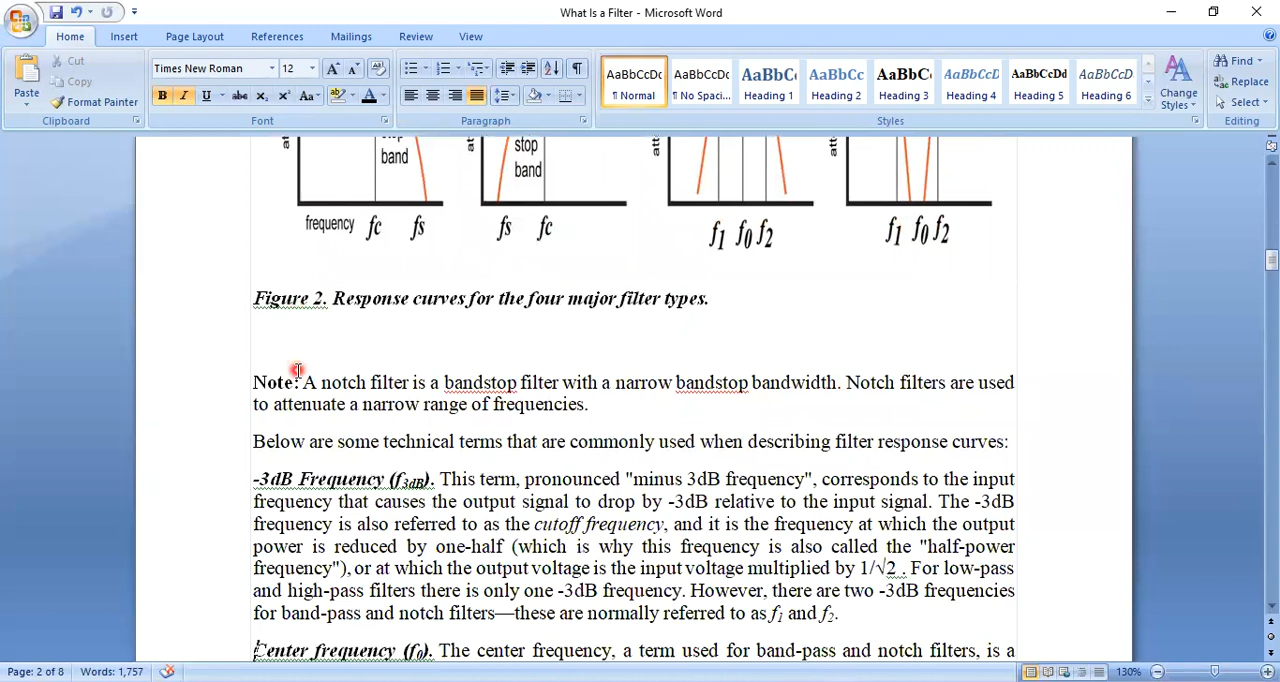 What Is a Filter - Microsoft Word
Home Insert Page Layout References Mailings Review View
Paste
Cut
Copy
Format Painter
Clipboard
Times New Roman 12
Font
Paragraph
AaBbCcDc AaBbCcDc AaBbC AaBbCc AaBbCc AaBbCcD AaBbCcDd AaBbCcD
¶ Normal ¶ No Spaci... Heading 1 Heading 2 Heading 3 Heading 4 Heading 5 Heading 6
Change
Styles
Styles
Find
Replace
Select
Editing
band
stop
band
frequency fc fs
fs fc
f1 f0 f2
f1 f0 f2
Figure 2. Response curves for the four major filter types.
Note: A notch filter is a bandstop filter with a narrow bandstop bandwidth. Notch filters are used
to attenuate a narrow range of frequencies.
Below are some technical terms that are commonly used when describing filter response curves:
-3dB Frequency (f3dB). This term, pronounced "minus 3dB frequency", corresponds to the input
frequency that causes the output signal to drop by -3dB relative to the input signal. The -3dB
frequency is also referred to as the cutoff frequency, and it is the frequency at which the output
power is reduced by one-half (which is why this frequency is also called the "half-power
frequency"), or at which the output voltage is the input voltage multiplied by 1/√2 . For low-pass
and high-pass filters there is only one -3dB frequency. However, there are two -3dB frequencies
for band-pass and notch filters—these are normally referred to as f1 and f2.
Center frequency (f0). The center frequency, a term used for band-pass and notch filters, is a
Page: 2 of 8 Words: 1,757 130%